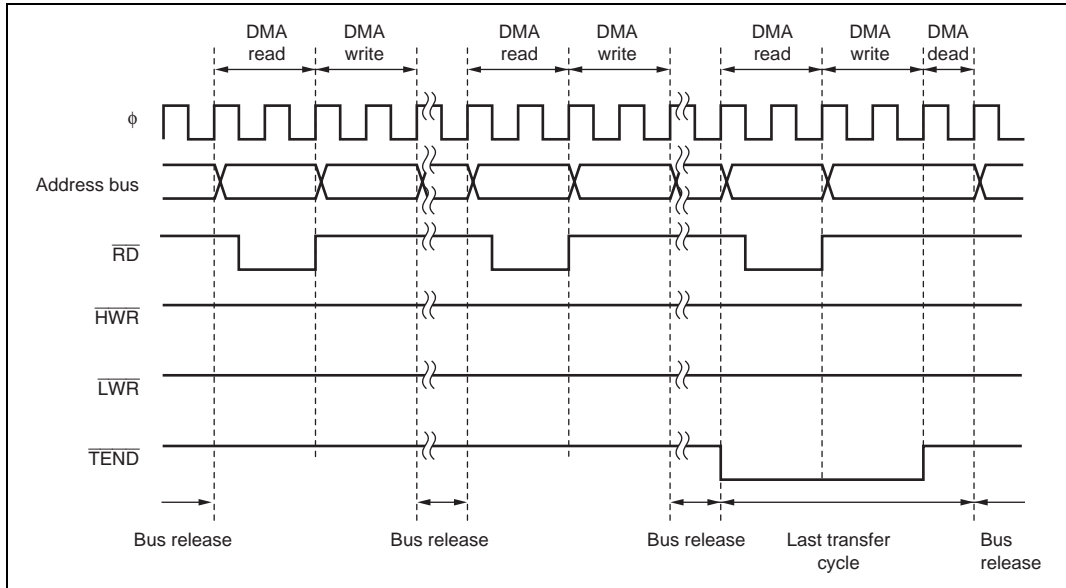 DMA read
DMA write
DMA read
DMA write
DMA read
DMA write
DMA dead
ϕ
Address bus
RD
HWR
LWR
TEND
Bus release
Bus release
Bus release
Last transfer cycle
Bus release